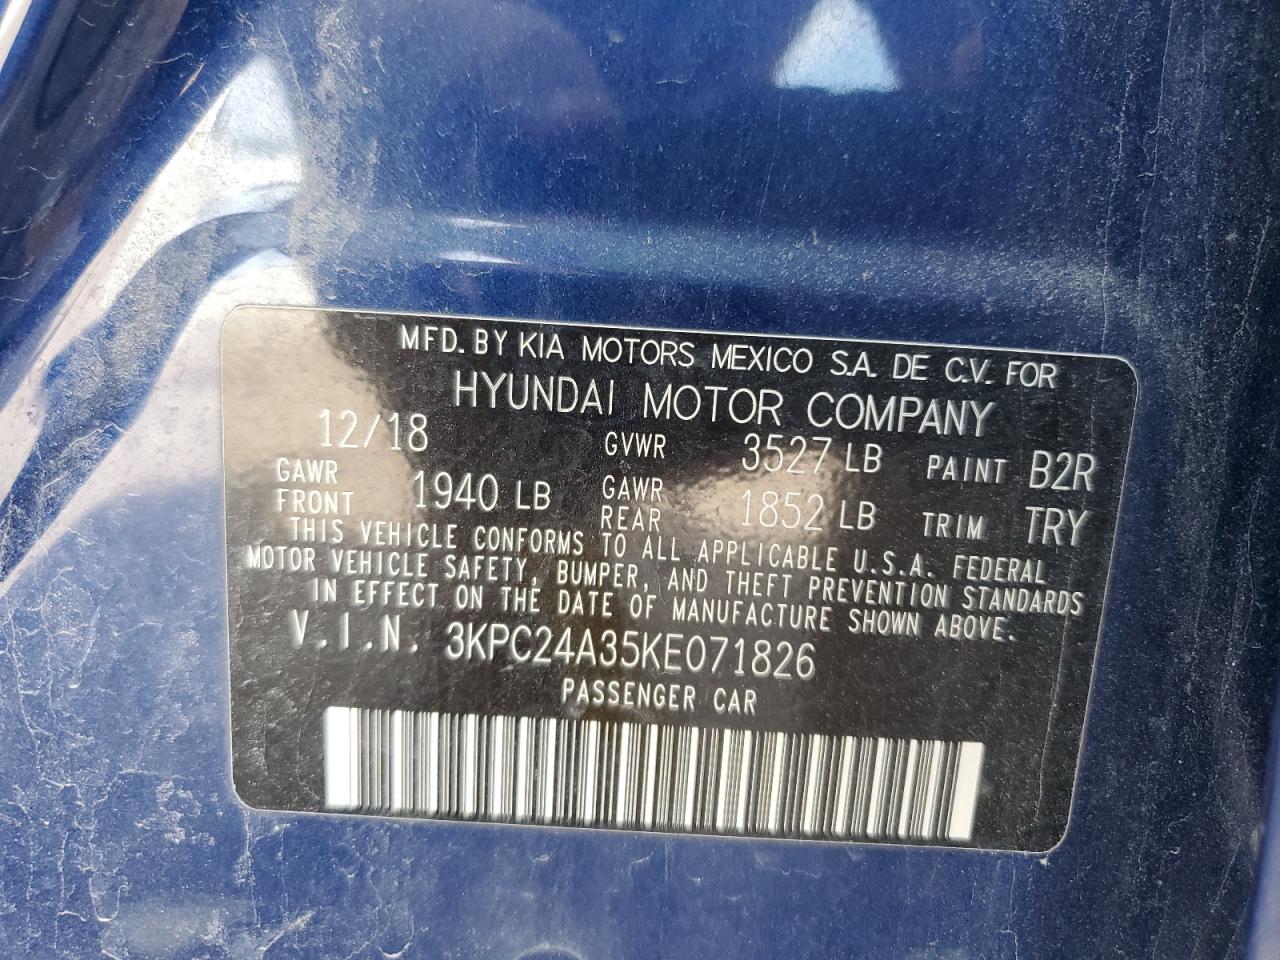 MFD. BY KIA MOTORS MEXICO S.A. DE C.V. FOR
HYUNDAI MOTOR COMPANY
12/18 GVWR 3527 LB PAINT B2R
GAWR FRONT 1940 LB GAWR REAR 1852 LB TRIM TRY
THIS VEHICLE CONFORMS TO ALL APPLICABLE U.S.A. FEDERAL
MOTOR VEHICLE SAFETY, BUMPER, AND THEFT PREVENTION STANDARDS
IN EFFECT ON THE DATE OF MANUFACTURE SHOWN ABOVE.
V.I.N. 3KPC24A35KE071826
PASSENGER CAR